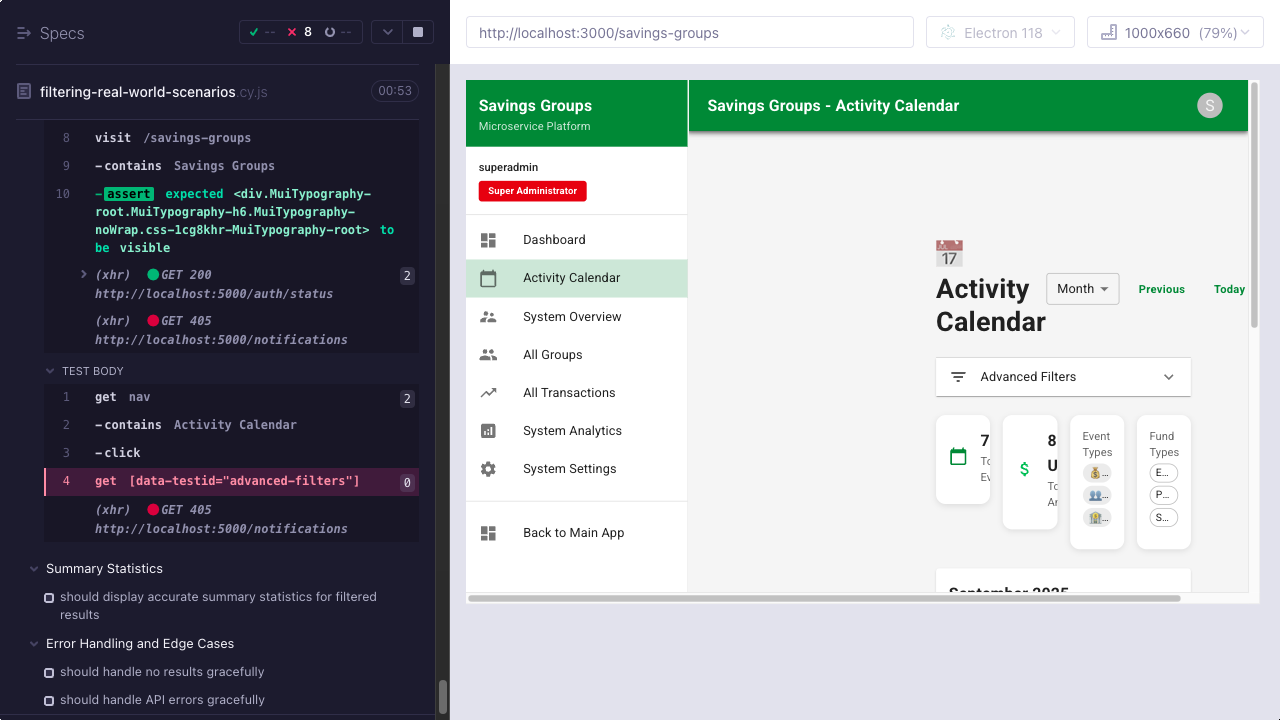 Specs
-- 8 --
filtering-real-world-scenarios.cy.js 00:53
8 visit /savings-groups
9 -contains Savings Groups
10 -assert expected <div.MuiTypography-
root.MuiTypography-h6.MuiTypography-
noWrap.css-1cg8khr-MuiTypography-root> to
be visible
(xhr) GET 200 2
http://localhost:5000/auth/status
(xhr) GET 405
http://localhost:5000/notifications
TEST BODY
1 get nav 2
2 -contains Activity Calendar
3 -click
4 get [data-testid="advanced-filters"] 0
(xhr) GET 405
http://localhost:5000/notifications
Summary Statistics
should display accurate summary statistics for filtered
results
Error Handling and Edge Cases
should handle no results gracefully
should handle API errors gracefully
http://localhost:3000/savings-groups
Electron 118
1000x660 (79%)
Savings Groups
Microservice Platform
superadmin
Super Administrator
Dashboard
Activity Calendar
System Overview
All Groups
All Transactions
System Analytics
System Settings
Back to Main App
Savings Groups - Activity Calendar
S
17
Activity
Calendar
Month
Previous
Today
Advanced Filters
7
To
Ev
8
U
To
Ar
Event
Types
...
...
...
Fund
Types
E...
P...
S...
September 2025